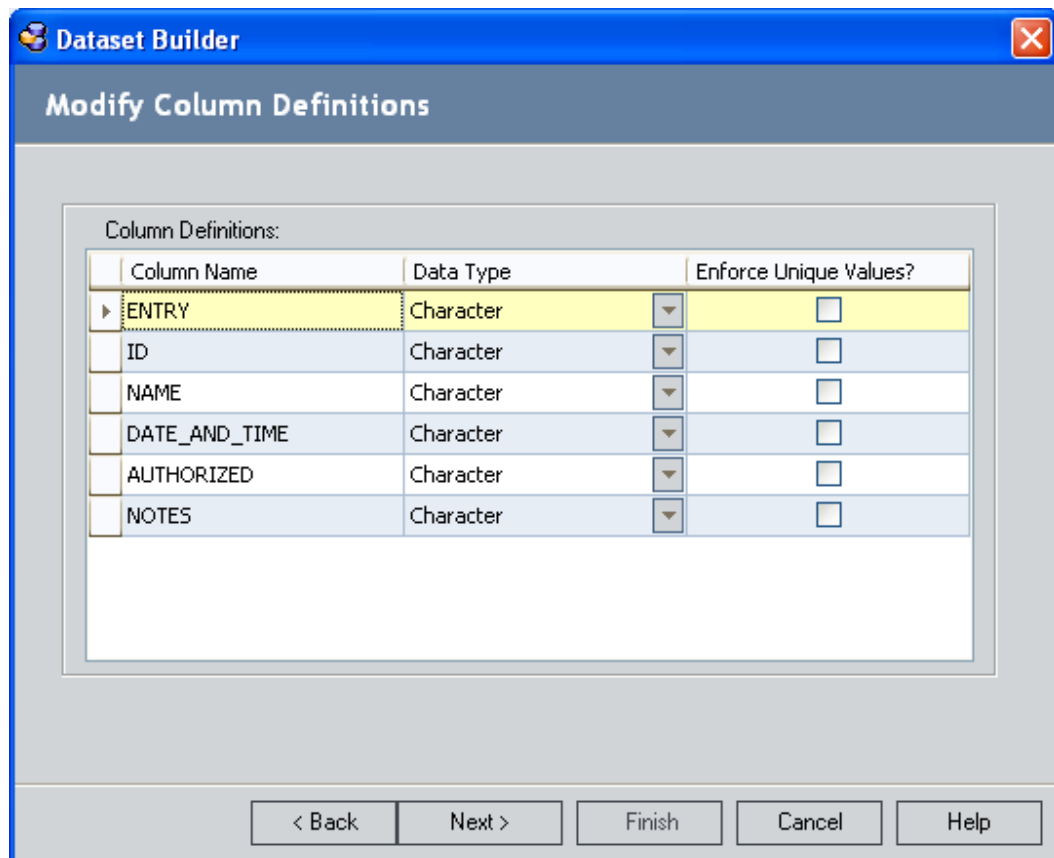 Dataset Builder
Modify Column Definitions
Column Definitions:
Column Name Data Type Enforce Unique Values?
ENTRY Character
ID Character
NAME Character
DATE_AND_TIME Character
AUTHORIZED Character
NOTES Character
< Back Next > Finish Cancel Help